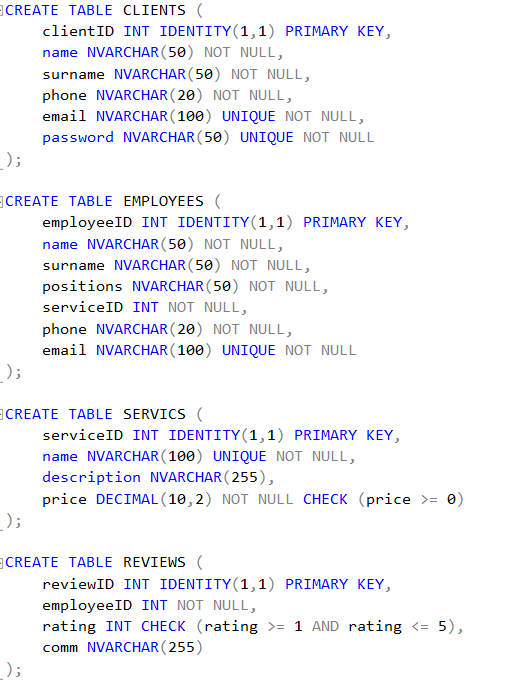 CREATE TABLE CLIENTS (
clientID INT IDENTITY(1,1) PRIMARY KEY,
name NVARCHAR(50) NOT NULL,
surname NVARCHAR(50) NOT NULL,
phone NVARCHAR(20) NOT NULL,
email NVARCHAR(100) UNIQUE NOT NULL,
password NVARCHAR(50) UNIQUE NOT NULL
);
CREATE TABLE EMPLOYEES (
employeeID INT IDENTITY(1,1) PRIMARY KEY,
name NVARCHAR(50) NOT NULL,
surname NVARCHAR(50) NOT NULL,
positions NVARCHAR(50) NOT NULL,
serviceID INT NOT NULL,
phone NVARCHAR(20) NOT NULL,
email NVARCHAR(100) UNIQUE NOT NULL
);
CREATE TABLE SERVICS (
serviceID INT IDENTITY(1,1) PRIMARY KEY,
name NVARCHAR(100) UNIQUE NOT NULL,
description NVARCHAR(255),
price DECIMAL(10,2) NOT NULL CHECK (price >= 0)
);
CREATE TABLE REVIEWS (
reviewID INT IDENTITY(1,1) PRIMARY KEY,
employeeID INT NOT NULL,
rating INT CHECK (rating >= 1 AND rating <= 5),
comm NVARCHAR(255)
);